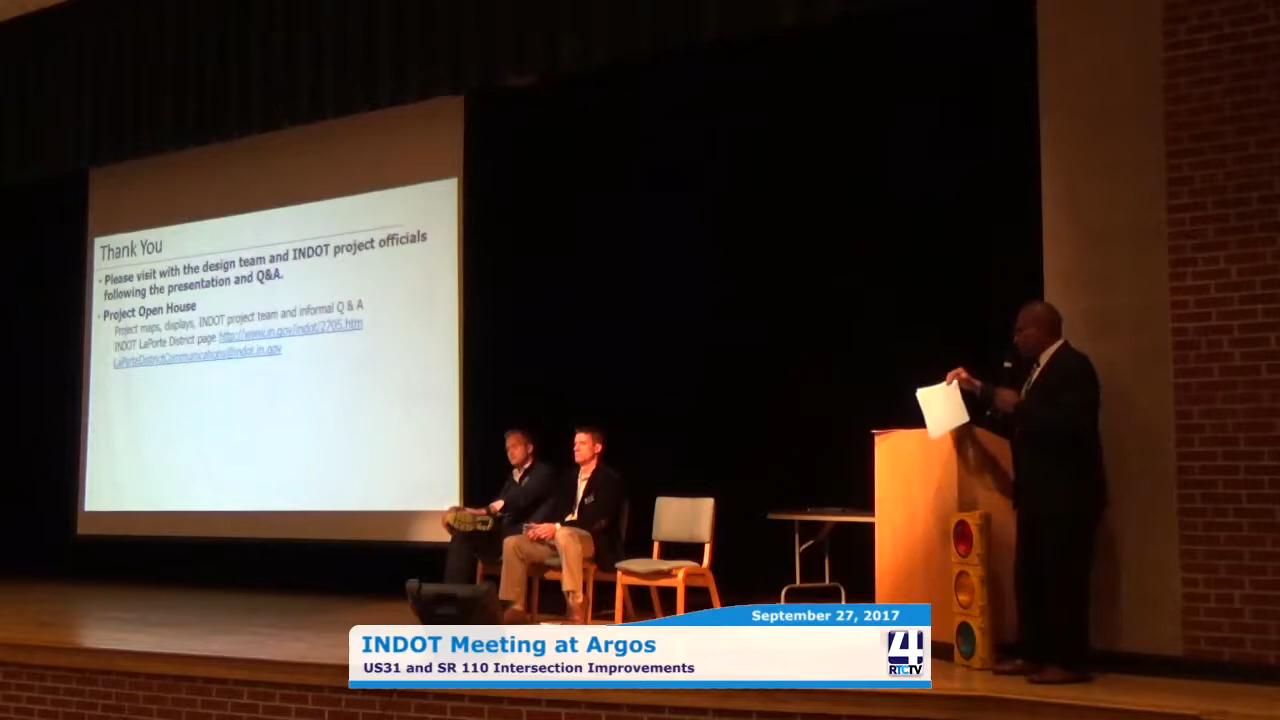 Thank You
• Please visit with the design team and INDOT project officials
following the presentation and Q&A.
• Project Open House
Project maps, displays, INDOT project team and informal Q & A
INDOT LaPorte District page http://www.in.gov/indot/2705.htm
LaPorteDistrictCommunications@indot.in.gov
September 27, 2017
INDOT Meeting at Argos
US31 and SR 110 Intersection Improvements
4
RTCTV